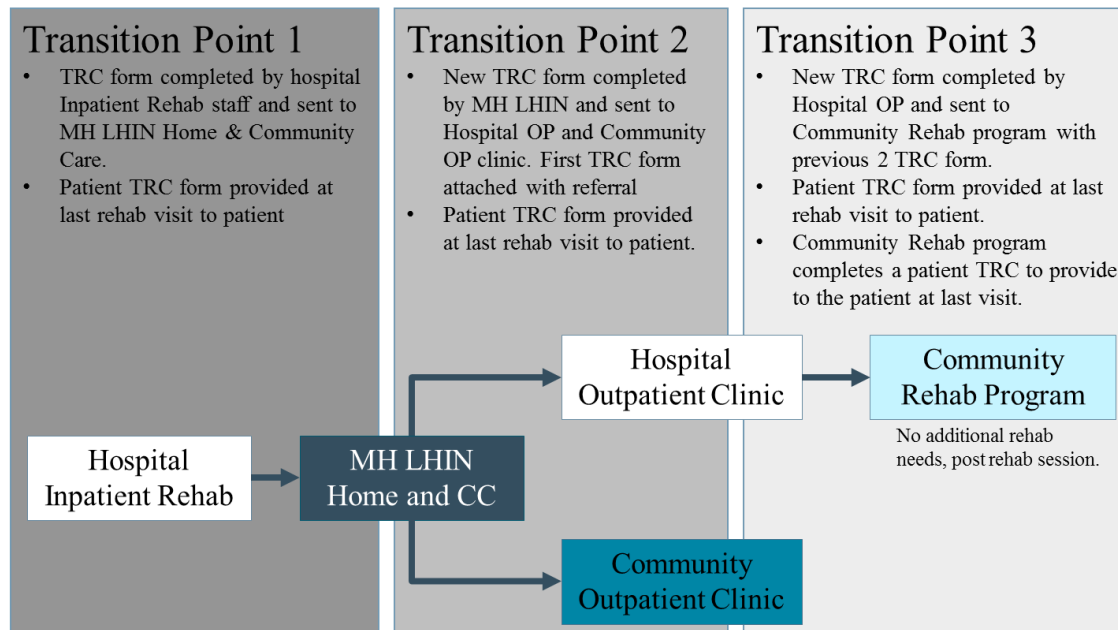 Transition Point 1
• TRC form completed by hospital
Inpatient Rehab staff and sent to
MH LHIN Home & Community
Care.
• Patient TRC form provided at
last rehab visit to patient
Transition Point 2
• New TRC form completed
by MH LHIN and sent to
Hospital OP and Community
OP clinic. First TRC form
attached with referral
• Patient TRC form provided
at last rehab visit to patient.
Transition Point 3
• New TRC form completed by
Hospital OP and sent to
Community Rehab program with
previous 2 TRC form.
• Patient TRC form provided at last
rehab visit to patient.
• Community Rehab program
completes a patient TRC to provide
to the patient at last visit.
Hospital
Inpatient Rehab
MH LHIN
Home and CC
Hospital
Outpatient Clinic
Community
Outpatient Clinic
Community
Rehab Program
No additional rehab
needs, post rehab session.